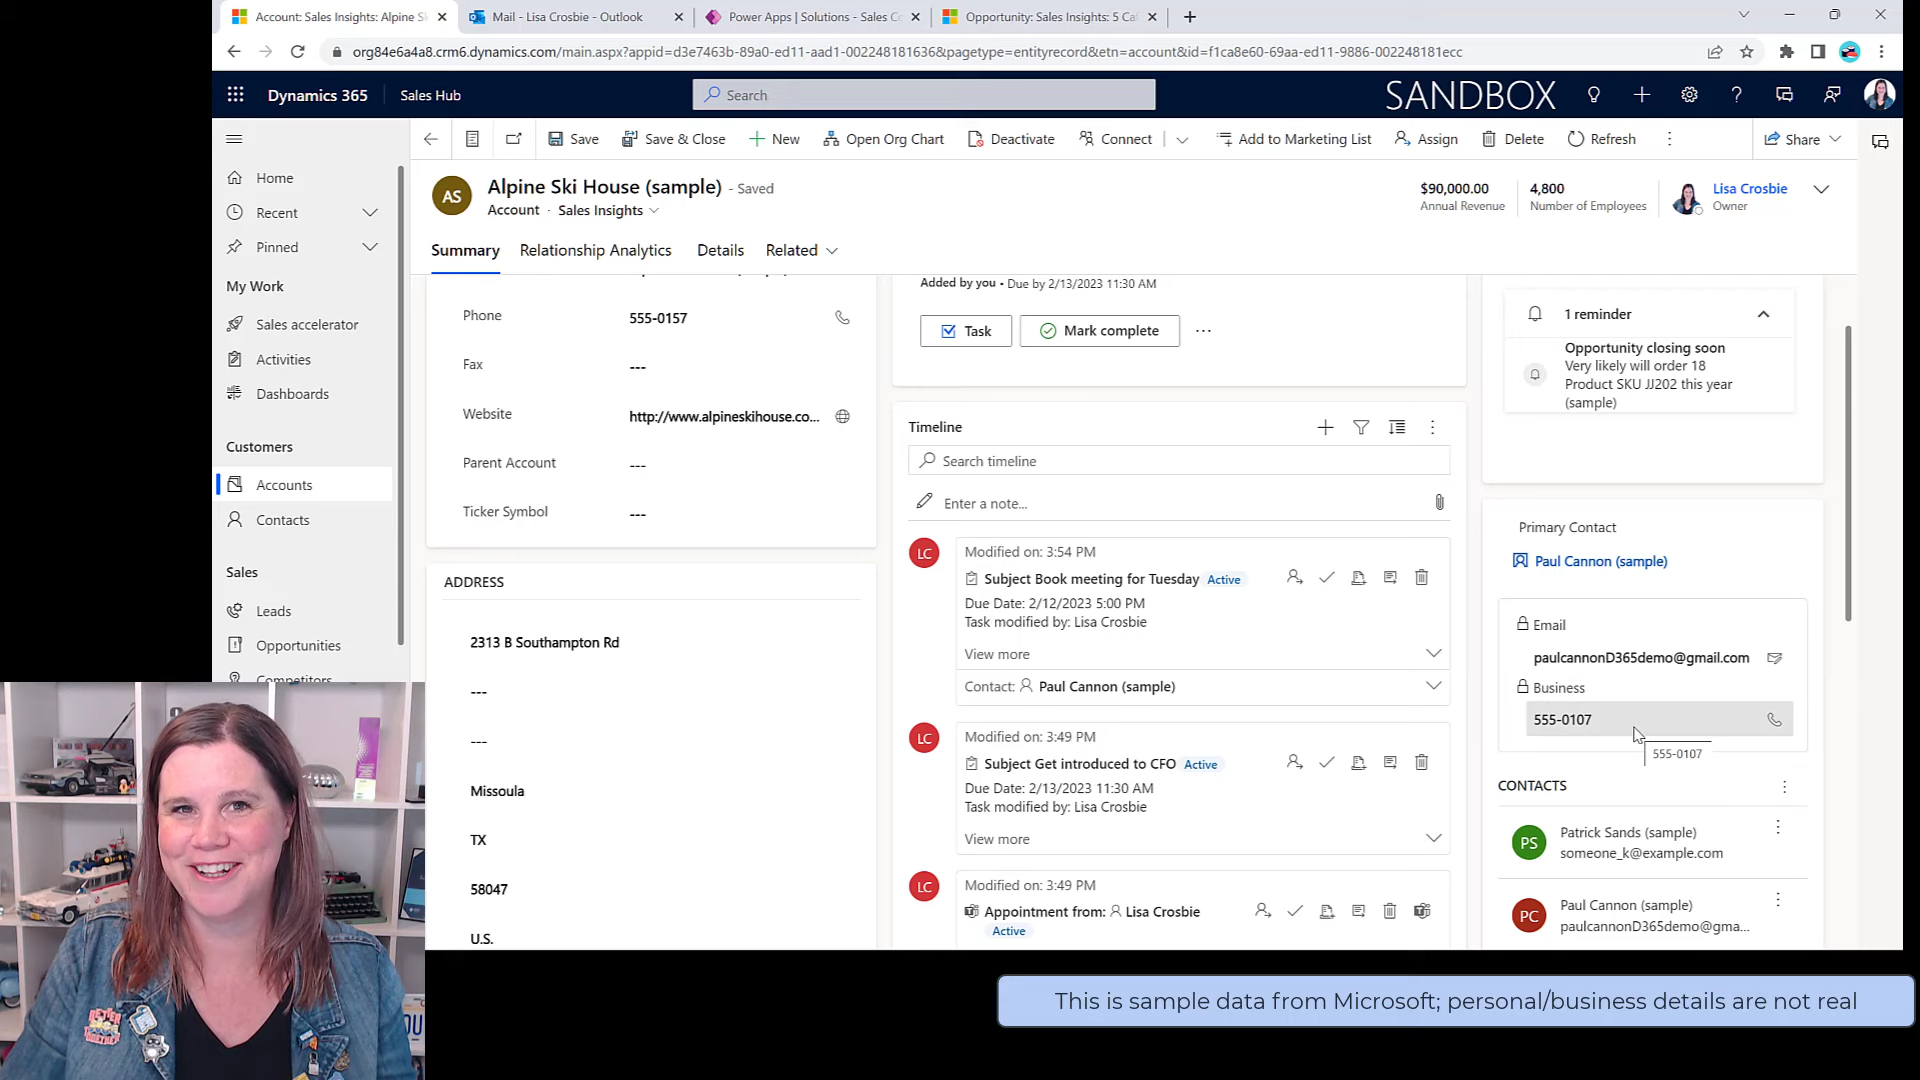 Account: Sales Insights: Alpine S
Mail - Lisa Crosbie - Outlook
Power Apps | Solutions - Sales Ce
Opportunity: Sales Insights: 5 Caf
org84e6a4a8.crm6.dynamics.com/main.aspx?appid=d3e7463b-89a0-ed11-aad1-002248181636&pagetype=entityrecord&etn=account&id=f1ca8e60-69aa-ed11-9886-002248181ecc
Dynamics 365
Sales Hub
Search
SANDBOX
Save
Save & Close
New
Open Org Chart
Deactivate
Connect
Add to Marketing List
Assign
Delete
Refresh
Share
Home
Recent
Pinned
My Work
Sales accelerator
Activities
Dashboards
Customers
Accounts
Contacts
Sales
Leads
Opportunities
Competitors
AS
Alpine Ski House (sample) - Saved
Account · Sales Insights
$90,000.00
Annual Revenue
4,800
Number of Employees
Lisa Crosbie
Owner
Summary
Relationship Analytics
Details
Related
Phone
555-0157
Fax
---
Website
http://www.alpineskihouse.co...
Parent Account
---
Ticker Symbol
---
ADDRESS
2313 B Southampton Rd
---
---
Missoula
TX
58047
U.S.
Added by you • Due by 2/13/2023 11:30 AM
Task
Mark complete
Timeline
Search timeline
Enter a note...
LC
Modified on: 3:54 PM
Subject Book meeting for Tuesday Active
Due Date: 2/12/2023 5:00 PM
Task modified by: Lisa Crosbie
View more
Contact: Paul Cannon (sample)
LC
Modified on: 3:49 PM
Subject Get introduced to CFO Active
Due Date: 2/13/2023 11:30 AM
Task modified by: Lisa Crosbie
View more
LC
Modified on: 3:49 PM
Appointment from: Lisa Crosbie
Active
1 reminder
Opportunity closing soon
Very likely will order 18
Product SKU JJ202 this year
(sample)
Primary Contact
Paul Cannon (sample)
Email
paulcannonD365demo@gmail.com
Business
555-0107
555-0107
CONTACTS
PS
Patrick Sands (sample)
someone_k@example.com
PC
Paul Cannon (sample)
paulcannonD365demo@gma...
This is sample data from Microsoft; personal/business details are not real